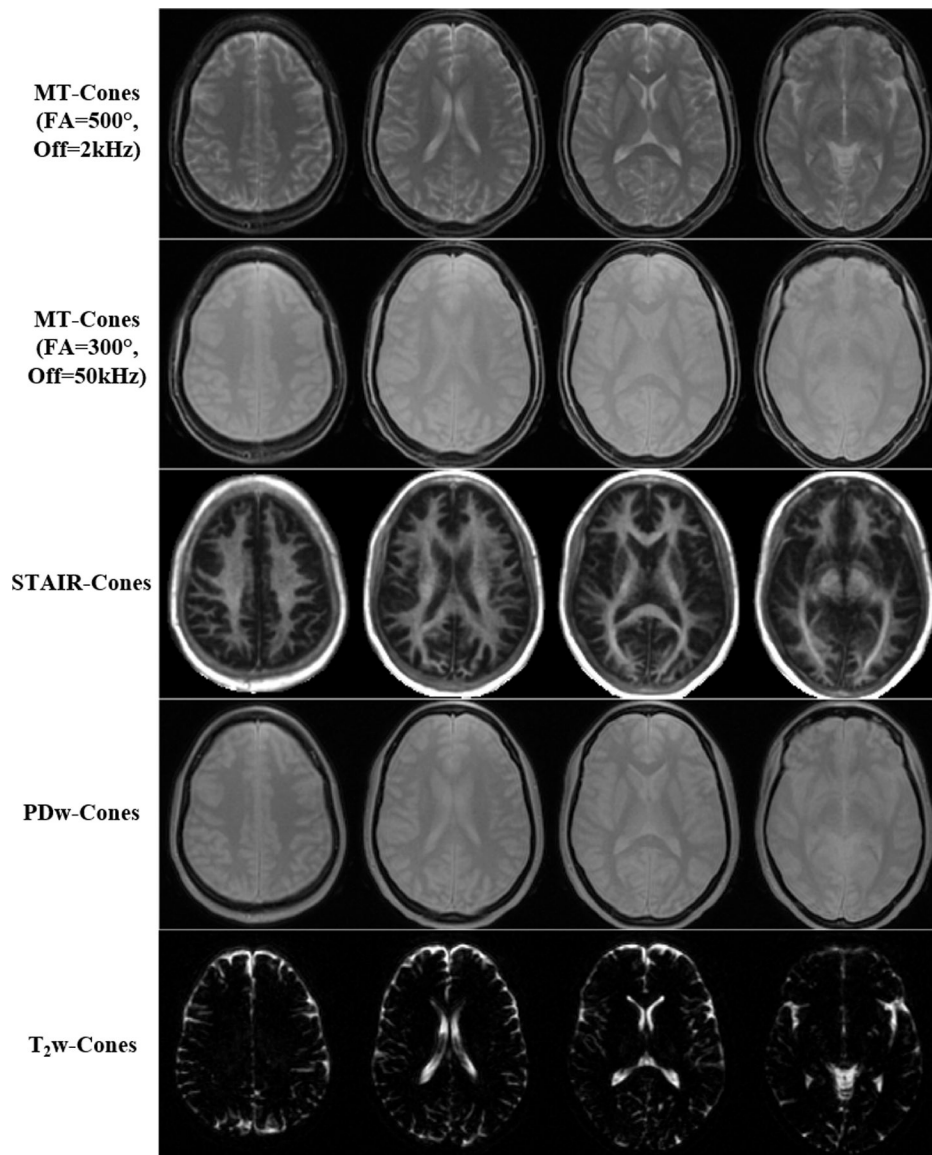 MT-Cones
(FA=500°,
Off=2kHz)
MT-Cones
(FA=300°,
Off=50kHz)
STAIR-Cones
PDw-Cones
T₂w-Cones